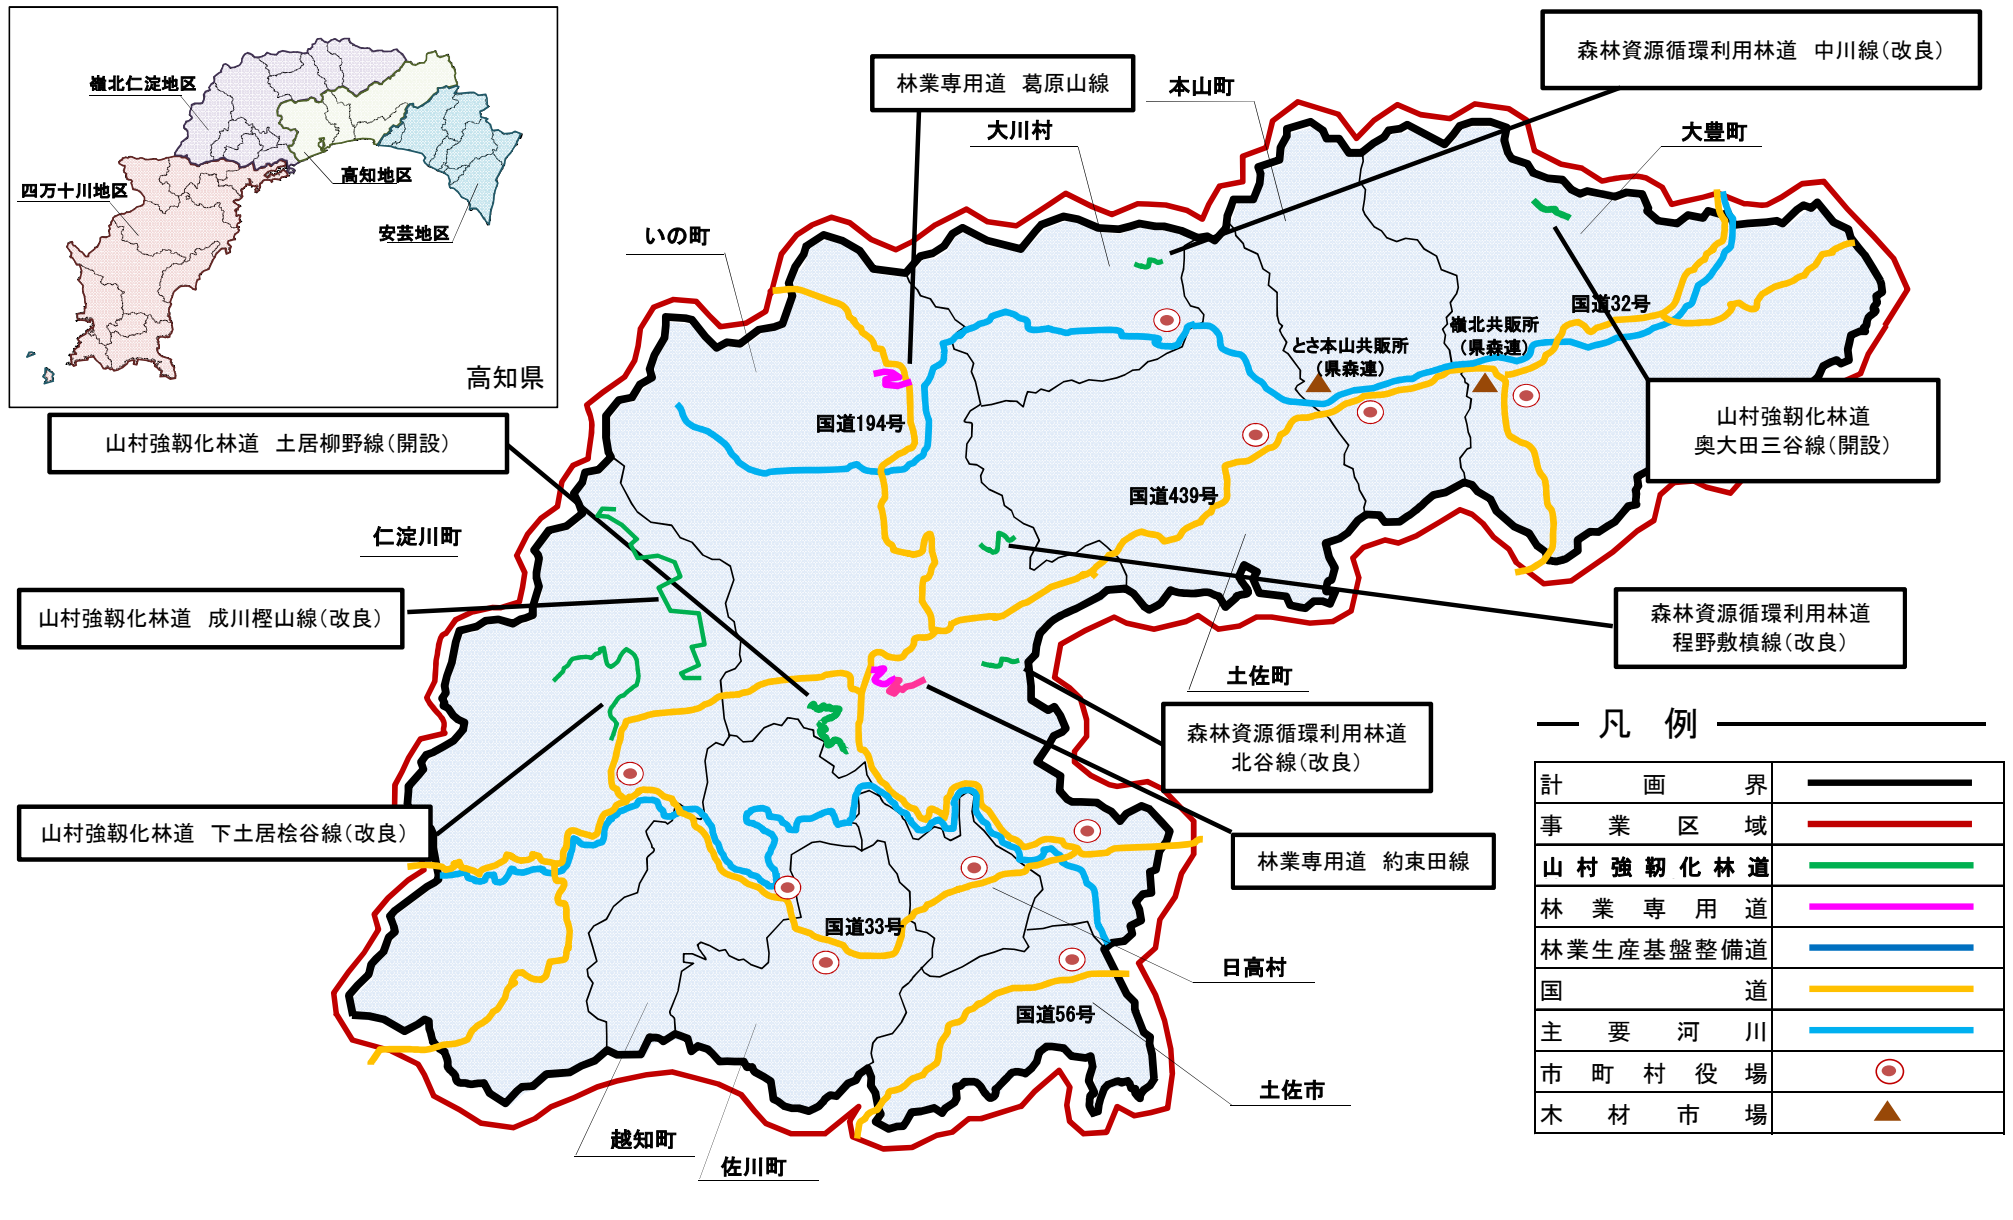 嶺北仁淀地区
高知地区
四万十川地区
安芸地区
高知県
林業専用道　葛原山線
森林資源循環利用林道　中川線（改良）
本山町
大川村
大豊町
いの町
国道32号
嶺北共販所
（県森連）
とさ本山共販所
（県森連）
国道194号
山村強靱化林道　土居柳野線（開設）
山村強靱化林道
奥大田三谷線（開設）
国道439号
仁淀川町
山村強靱化林道　成川樫山線（改良）
森林資源循環利用林道
程野敷槙線（改良）
土佐町
森林資源循環利用林道
北谷線（改良）
山村強靱化林道　下土居桧谷線（改良）
林業専用道　約束田線
国道33号
日高村
国道56号
土佐市
越知町
佐川町
凡　例
計画界
事業区域
山村強靱化林道
林業専用道
林業生産基盤整備道
国道
主要河川
市町村役場
木材市場